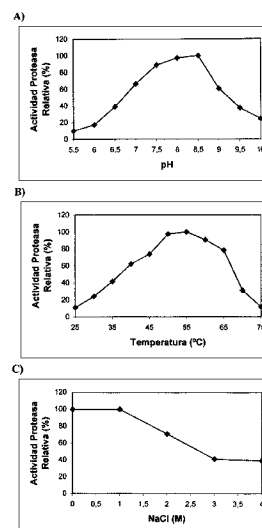 A)
Actividad Proteasa
Relativa (%)
120
100
80
60
40
20
0
5,5 6 6,5 7 7,5 8 8,5 9 9,5 10
pH
B)
Actividad Proteasa
Relativa (%)
120
100
80
60
40
20
0
25 35 45 55 65 75
Temperatura (ºC)
C)
Actividad Proteasa
Relativa (%)
120
100
80
60
40
20
0
0 0,5 1 1,5 2 2,5 3 3,5 4
NaCl (M)